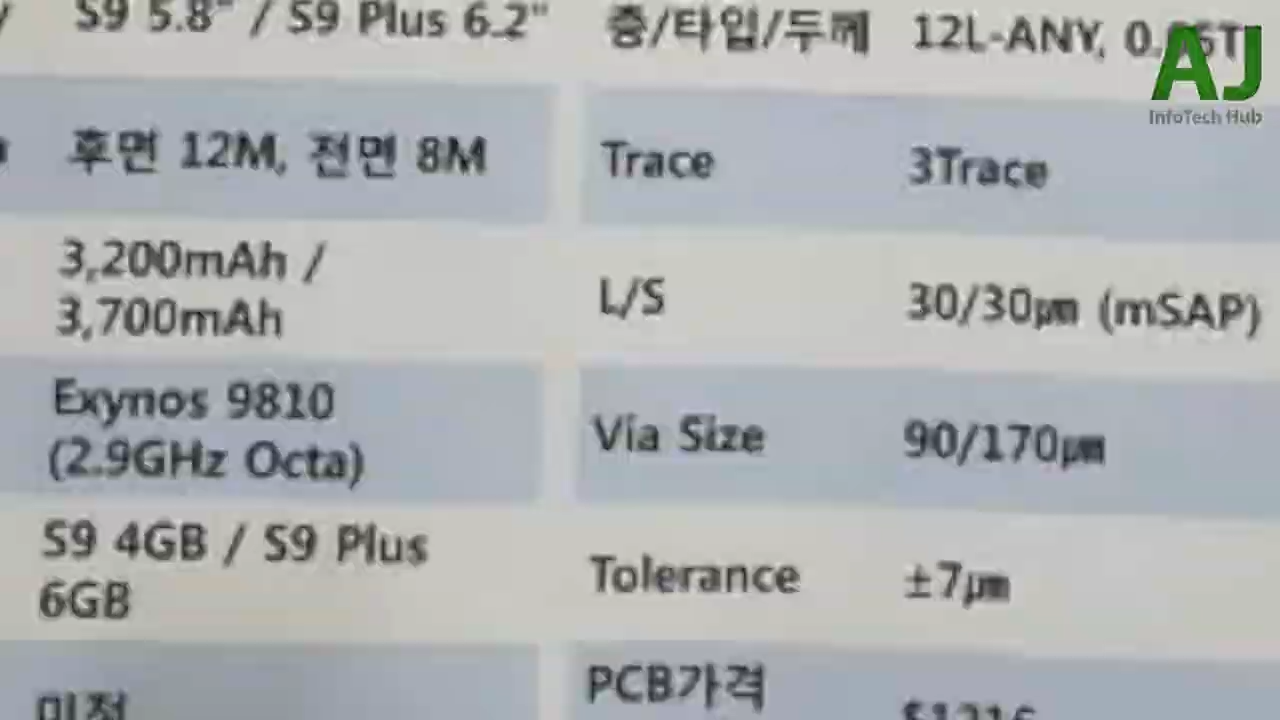 S9 5.8" / S9 Plus 6.2"
층/타입/두께
12L-ANY,
AJ
InfoTech Hub
후면 12M, 전면 8M
Trace
3Trace
3,200mAh /
3,700mAh
L/S
30/30㎛ (mSAP)
Exynos 9810
(2.9GHz Octa)
Via Size
90/170㎛
S9 4GB / S9 Plus
6GB
Tolerance
±7㎛
미정
PCB가격